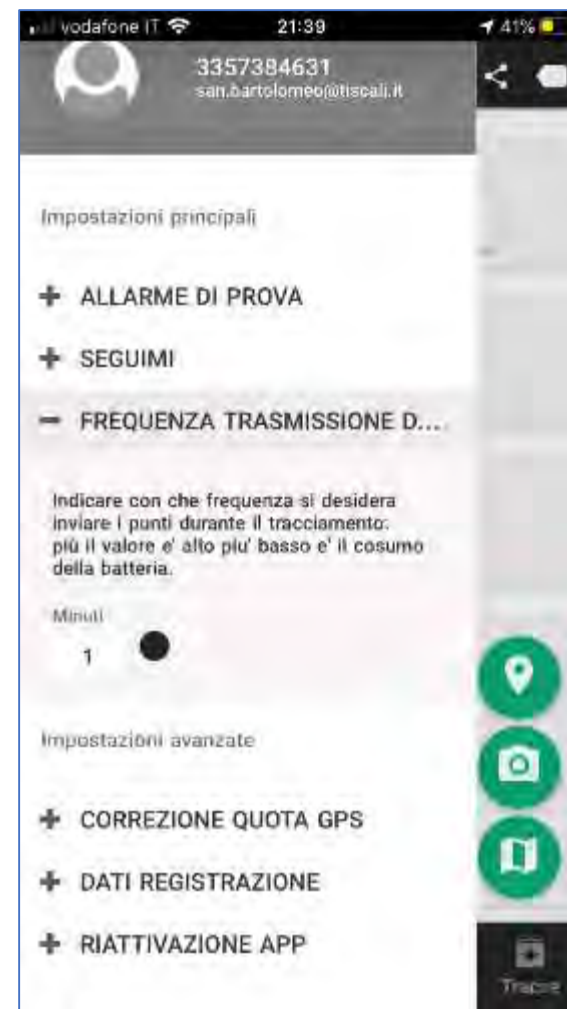 vodafone IT 21:39 41%
3357384631
san.bartolomeo@tiscali.it
Impostazioni principali
+ ALLARME DI PROVA
+ SEGUIMI
− FREQUENZA TRASMISSIONE D...
Indicare con che frequenza si desidera
inviare i punti durante il tracciamento.
più il valore e' alto piu' basso e' il cosumo
della batteria.
Minuti
1
Impostazioni avanzate
+ CORREZIONE QUOTA GPS
+ DATI REGISTRAZIONE
+ RIATTIVAZIONE APP
Tracce